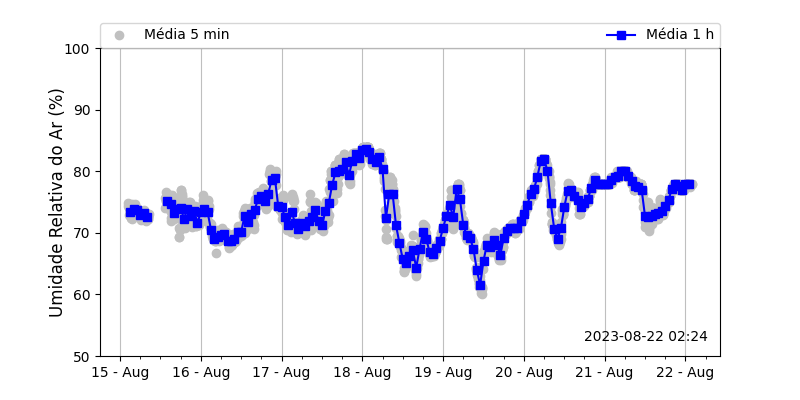 Média 5 min
Média 1 h
Umidade Relativa do Ar (%)
100
90
80
70
60
50
2023-08-22 02:24
15 - Aug
16 - Aug
17 - Aug
18 - Aug
19 - Aug
20 - Aug
21 - Aug
22 - Aug